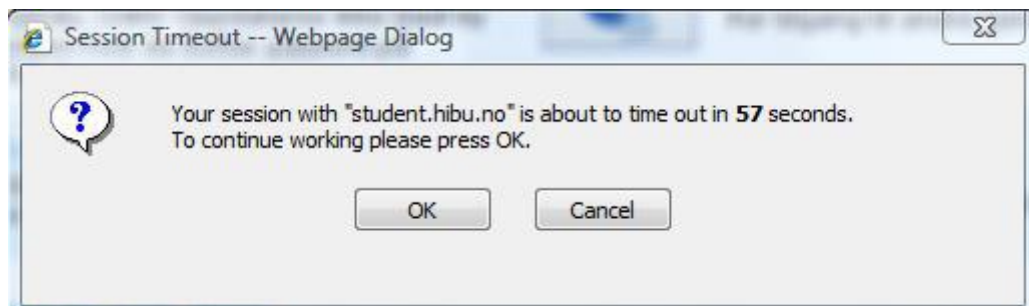 Session Timeout -- Webpage Dialog
Your session with "student.hibu.no" is about to time out in 57 seconds.
To continue working please press OK.
OK
Cancel